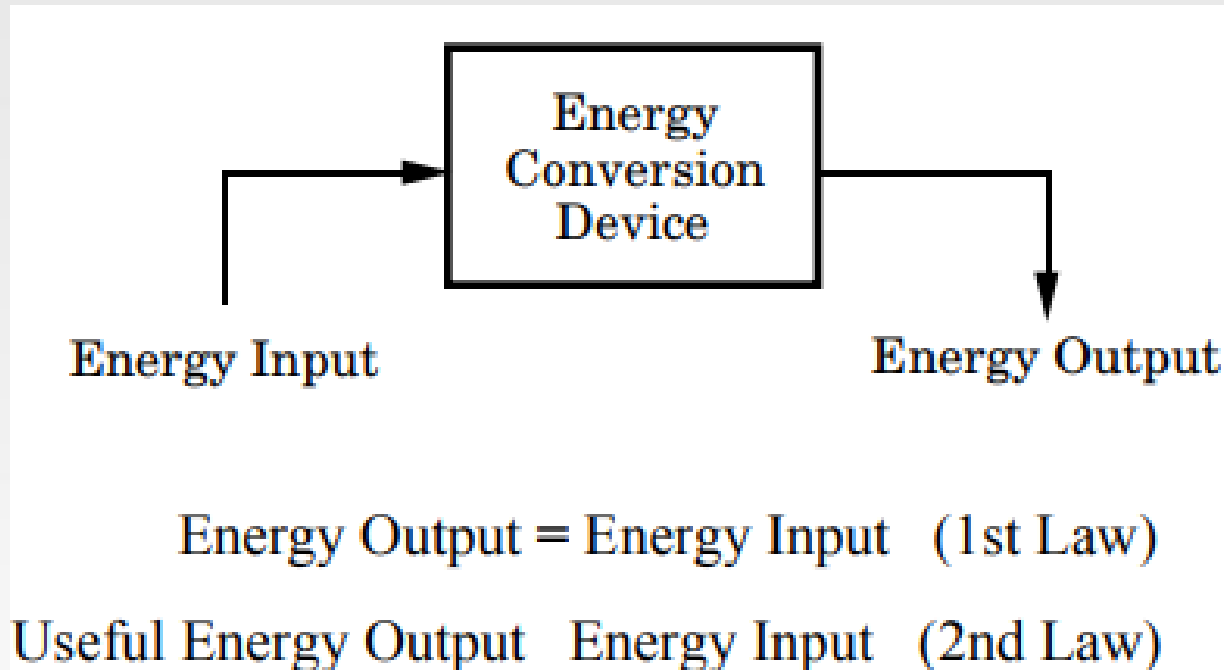 Energy
Conversion
Device
Energy Input
Energy Output
Energy Output = Energy Input (1st Law)
Useful Energy Output Energy Input (2nd Law)